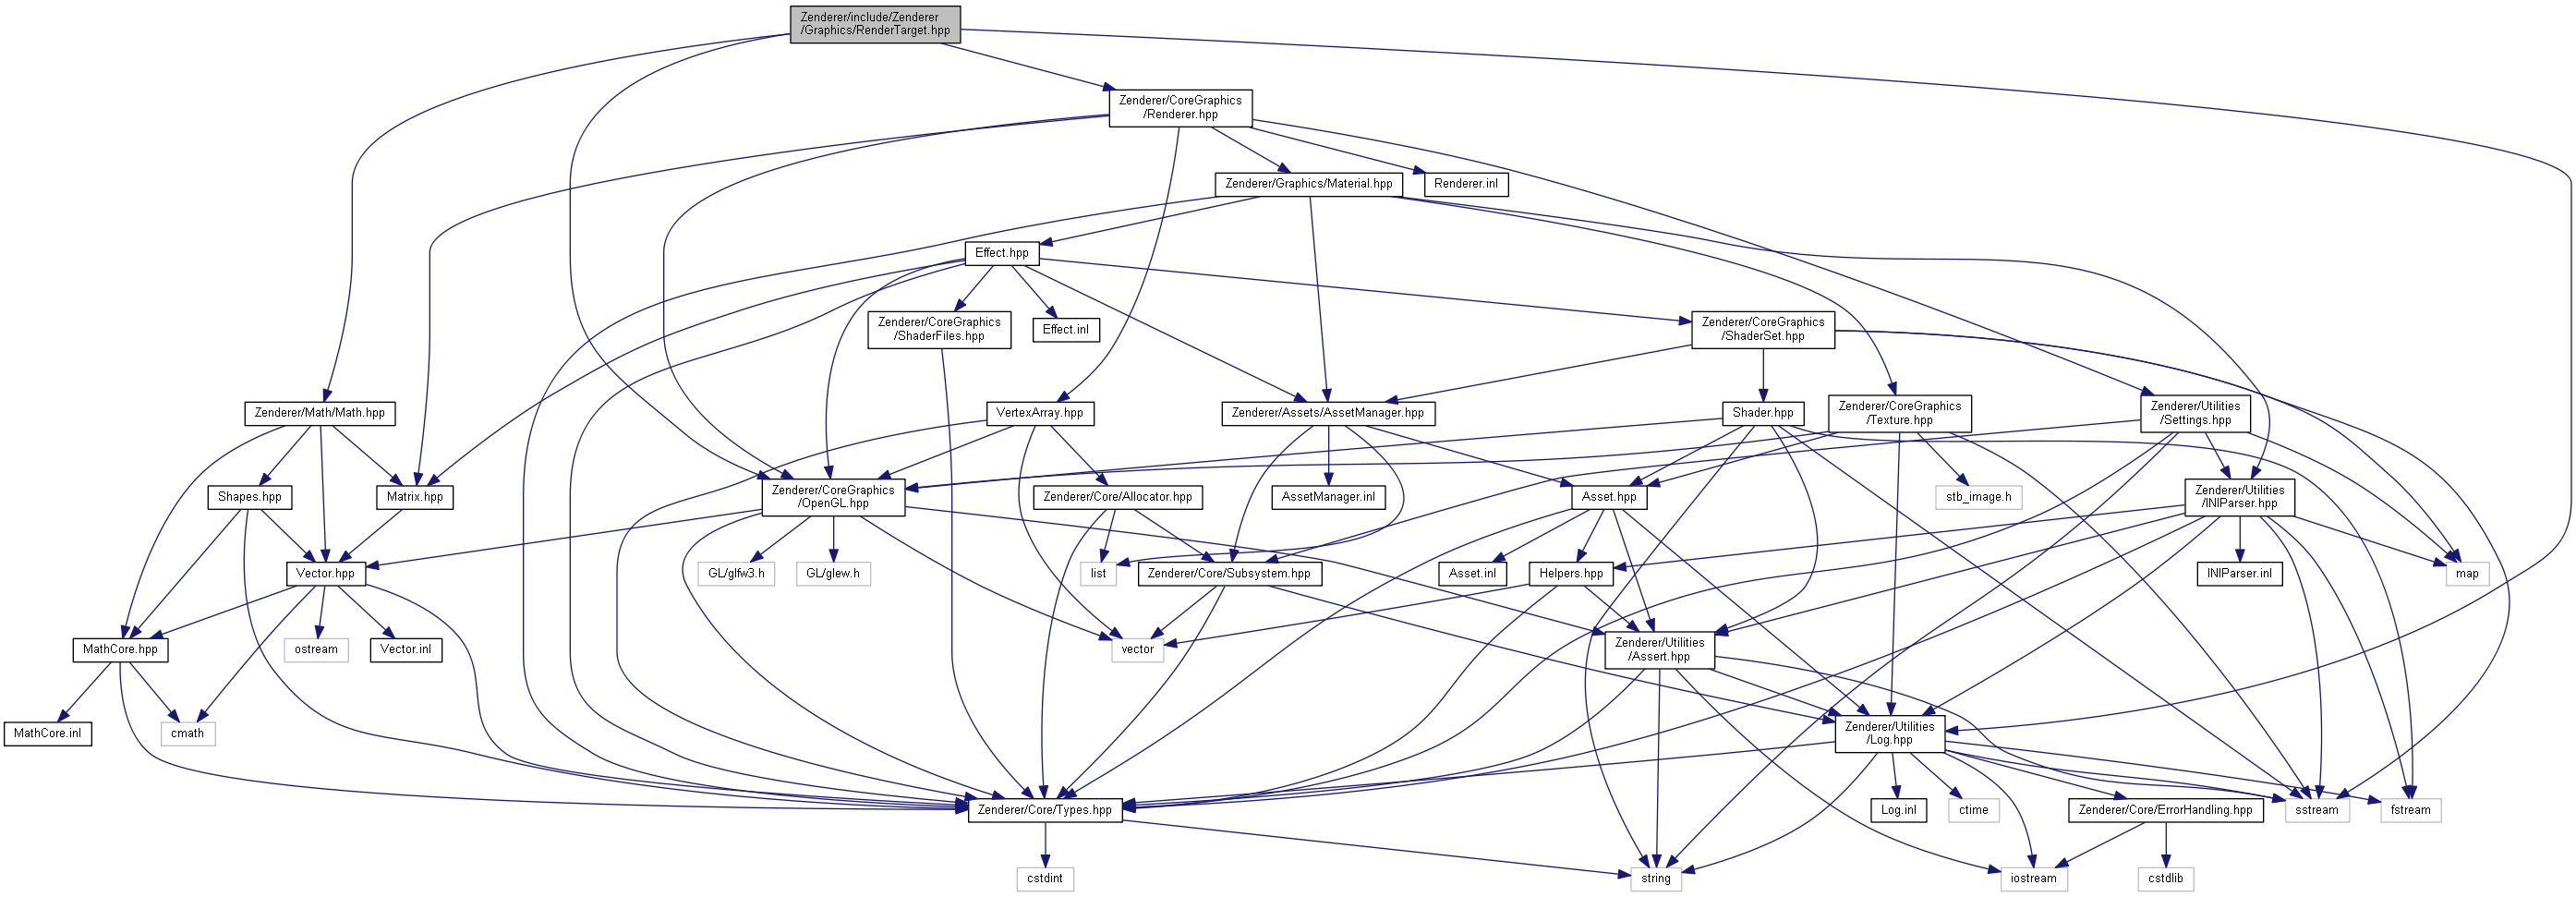 Zenderer/include/Zenderer
/Graphics/RenderTarget.hpp
Zenderer/CoreGraphics
/Renderer.hpp
Zenderer/Graphics/Material.hpp
Renderer.inl
Effect.hpp
Zenderer/CoreGraphics
/ShaderFiles.hpp
Effect.inl
Zenderer/CoreGraphics
/ShaderSet.hpp
Zenderer/Math/Math.hpp
VertexArray.hpp
Zenderer/Assets/AssetManager.hpp
Shader.hpp
Zenderer/CoreGraphics
/Texture.hpp
Zenderer/Utilities
/Settings.hpp
Shapes.hpp
Matrix.hpp
Zenderer/CoreGraphics
/OpenGL.hpp
Zenderer/Core/Allocator.hpp
AssetManager.inl
Asset.hpp
stb_image.h
Zenderer/Utilities
/INIParser.hpp
Vector.hpp
GL/glfw3.h
GL/glew.h
list
Zenderer/Core/Subsystem.hpp
Asset.inl
Helpers.hpp
INIParser.inl
map
MathCore.hpp
ostream
Vector.inl
vector
Zenderer/Utilities
/Assert.hpp
MathCore.inl
cmath
Zenderer/Utilities
/Log.hpp
Zenderer/Core/Types.hpp
Log.inl
ctime
Zenderer/Core/ErrorHandling.hpp
sstream
fstream
cstdint
string
iostream
cstdlib